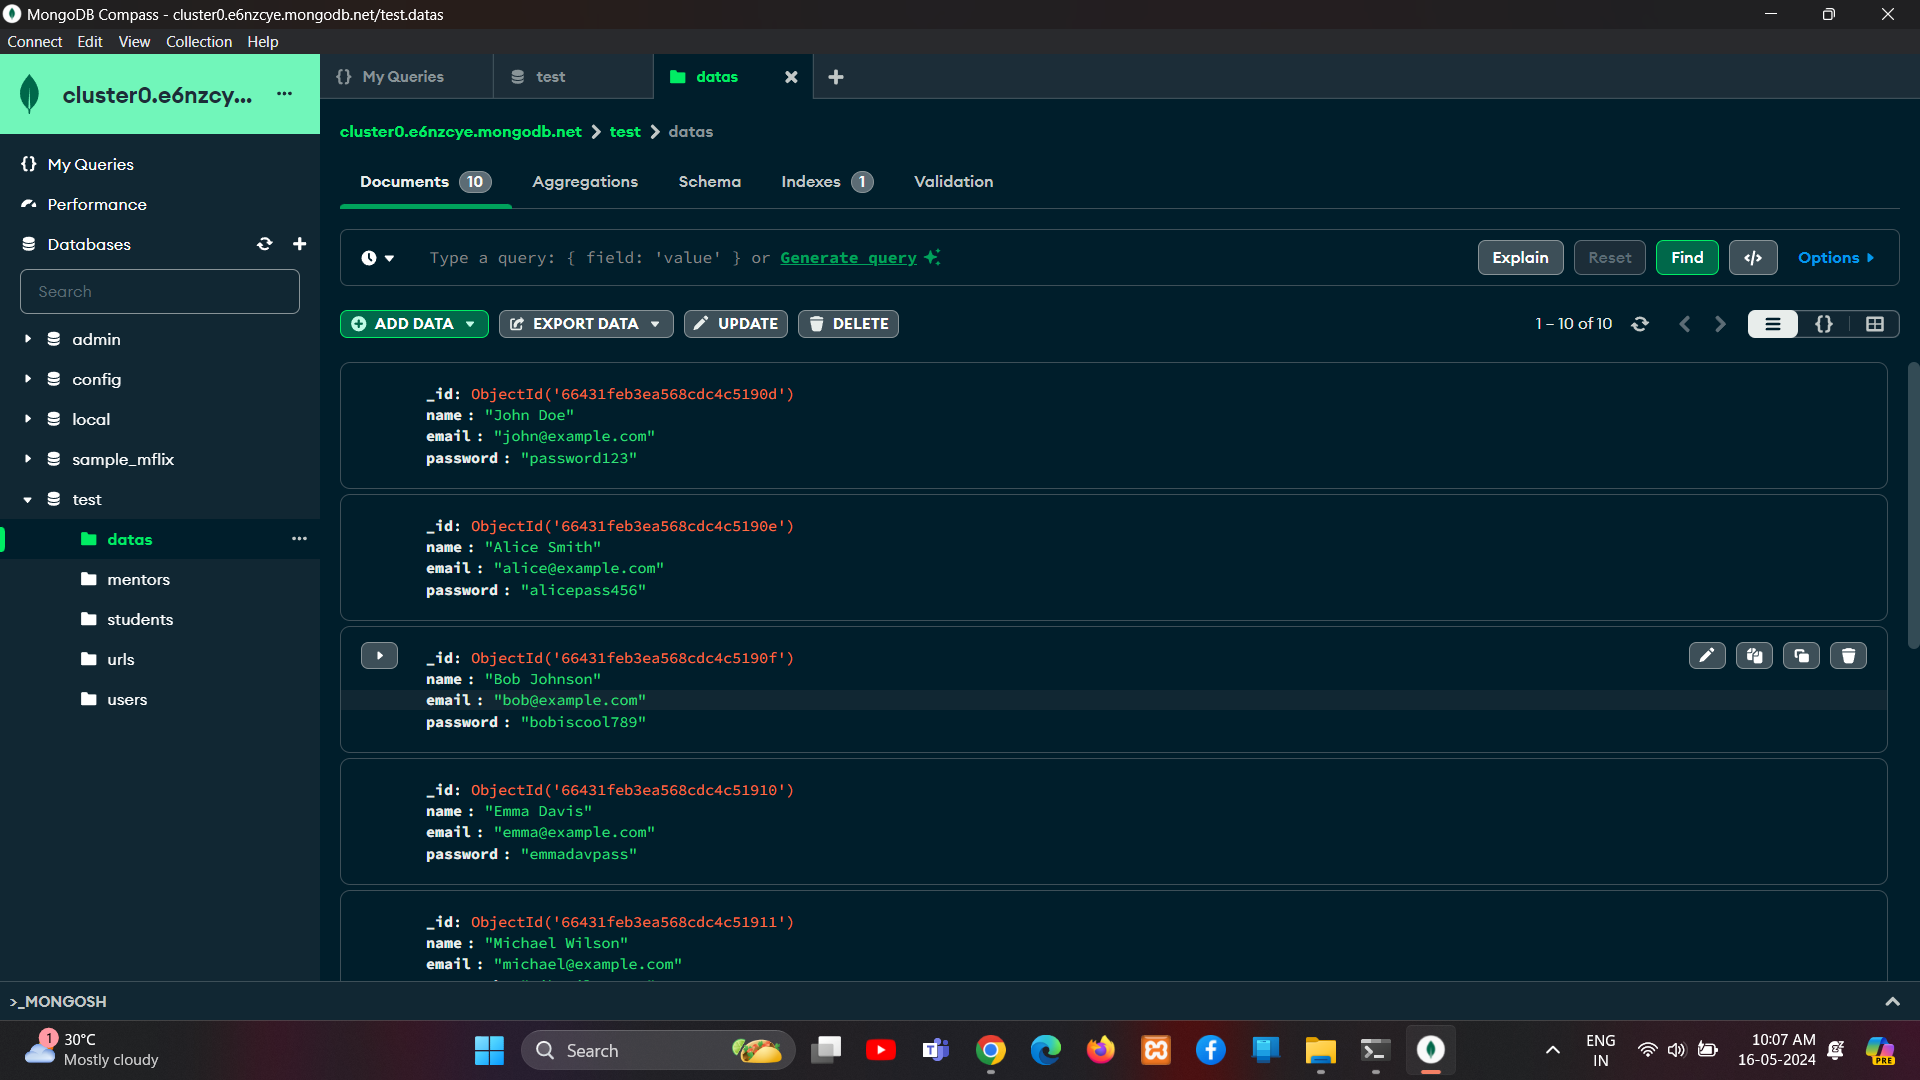 MongoDB Compass - cluster0.e6nzcye.mongodb.net/test.datas
Connect Edit View Collection Help
cluster0.e6nzcy... ...
My Queries
Performance
Databases
Search
admin
config
local
sample_mflix
test
datas ...
mentors
students
urls
users
{} My Queries
test
datas
cluster0.e6nzcye.mongodb.net > test > datas
Documents 10 Aggregations Schema Indexes 1 Validation
Type a query: { field: 'value' } or Generate query
Explain Reset Find </> Options
ADD DATA EXPORT DATA UPDATE DELETE
1 – 10 of 10 {}
_id: ObjectId('66431feb3ea568cdc4c5190d')
name : "John Doe"
email : "john@example.com"
password : "password123"
_id: ObjectId('66431feb3ea568cdc4c5190e')
name : "Alice Smith"
email : "alice@example.com"
password : "alicepass456"
_id: ObjectId('66431feb3ea568cdc4c5190f')
name : "Bob Johnson"
email : "bob@example.com"
password : "bobiscool789"
_id: ObjectId('66431feb3ea568cdc4c51910')
name : "Emma Davis"
email : "emma@example.com"
password : "emmadavpass"
_id: ObjectId('66431feb3ea568cdc4c51911')
name : "Michael Wilson"
email : "michael@example.com"
>_MONGOSH
1
30°C
Mostly cloudy
Search
ENG
IN
10:07 AM
16-05-2024
PRE